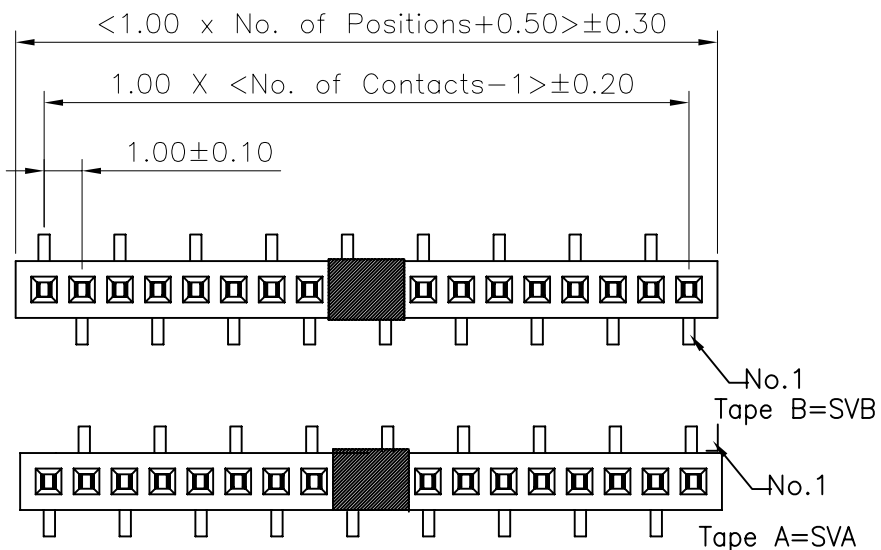 <1.00 x No. of Positions+0.50>±0.30
1.00 X <No. of Contacts−1>±0.20
1.00±0.10
No.1
Tape B=SVB
No.1
Tape A=SVA